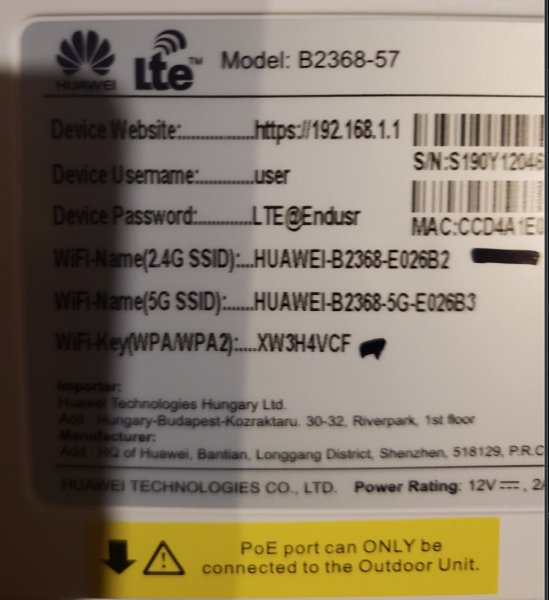 HUAWEI Lte™ Model: B2368-57
Device Website:................https://192.168.1.1
S/N:S190Y12046
Device Username:............user
Device Password:............LTE@Endusr
MAC:CCD4A1E0
WiFi-Name(2.4G SSID):...HUAWEI-B2368-E026B2
WiFi-Name(5G SSID):......HUAWEI-B2368-5G-E026B3
WiFi-Key(WPA/WPA2):....XW3H4VCF
Importer:
Huawei Technologies Hungary Ltd.
Add.: Hungary-Budapest-Kozraktaru. 30-32, Riverpark, 1st floor
Manufacturer:
Add.: HQ of Huawei, Bantian, Longgang District, Shenzhen, 518129, P.R.C
HUAWEI TECHNOLOGIES CO., LTD. Power Rating: 12V⎓, 2
PoE port can ONLY be
connected to the Outdoor Unit.